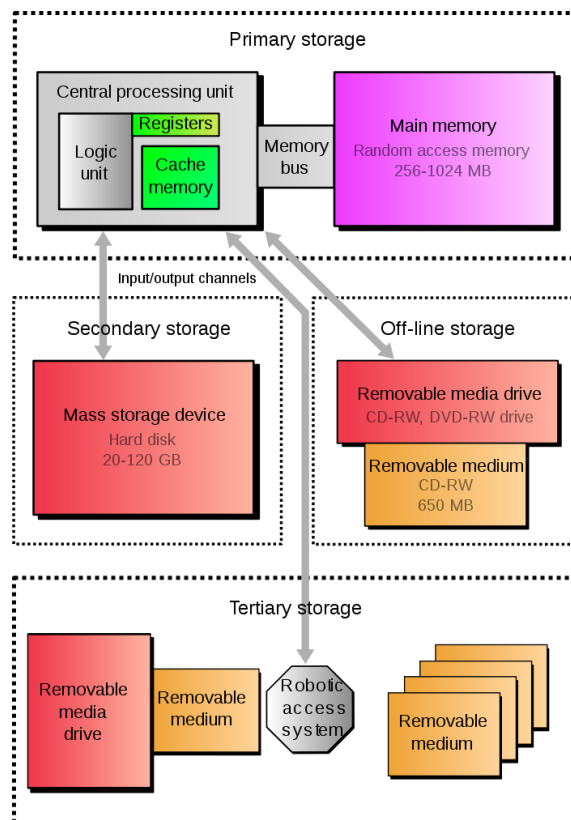 Primary storage
Central processing unit
Registers
Logic
unit
Cache
memory
Memory
bus
Main memory
Random access memory
256-1024 MB
Input/output channels
Secondary storage
Mass storage device
Hard disk
20-120 GB
Off-line storage
Removable media drive
CD-RW, DVD-RW drive
Removable medium
CD-RW
650 MB
Tertiary storage
Removable
media
drive
Removable
medium
Robotic
access
system
Removable
medium